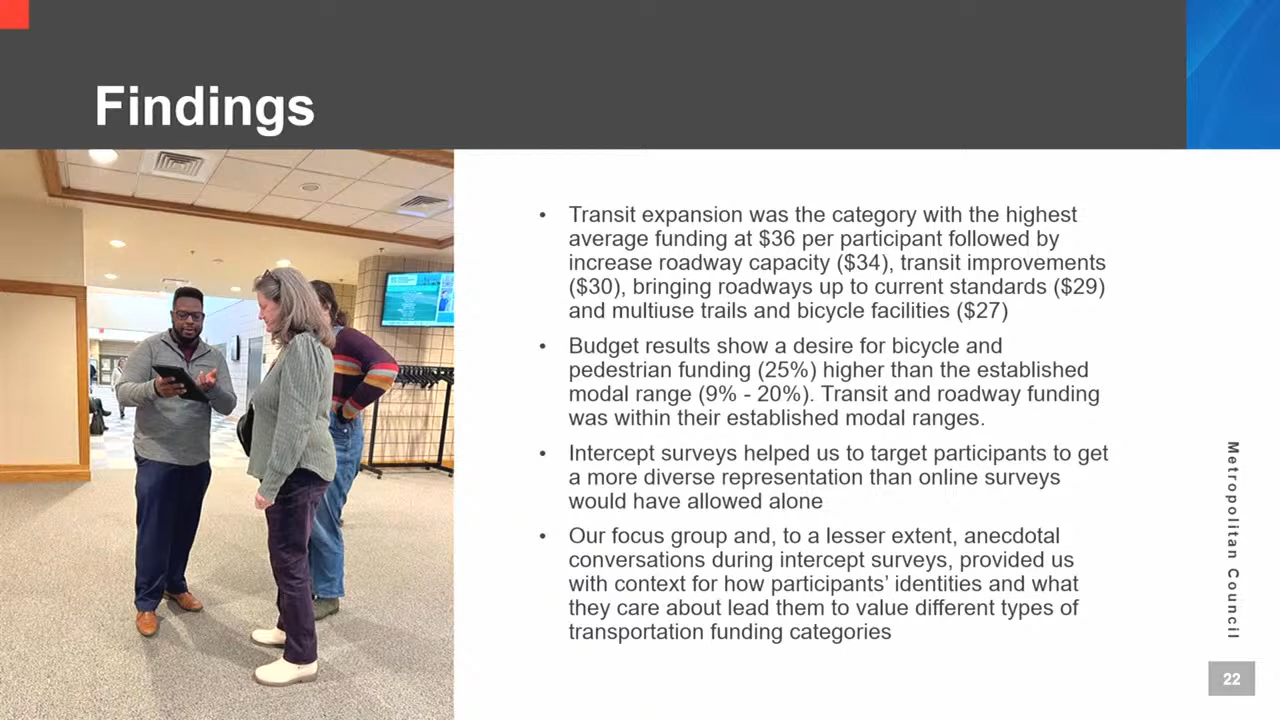 Findings
• Transit expansion was the category with the highest
average funding at $36 per participant followed by
increase roadway capacity ($34), transit improvements
($30), bringing roadways up to current standards ($29)
and multiuse trails and bicycle facilities ($27)
• Budget results show a desire for bicycle and
pedestrian funding (25%) higher than the established
modal range (9% - 20%). Transit and roadway funding
was within their established modal ranges.
• Intercept surveys helped us to target participants to get
a more diverse representation than online surveys
would have allowed alone
• Our focus group and, to a lesser extent, anecdotal
conversations during intercept surveys, provided us
with context for how participants’ identities and what
they care about lead them to value different types of
transportation funding categories
Metropolitan Council
22